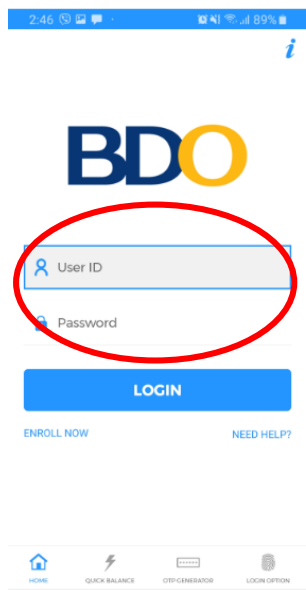 2:46 89%
i
BDO
User ID
Password
LOGIN
ENROLL NOW NEED HELP?
HOME QUICK BALANCE OTP GENERATOR LOGIN OPTION